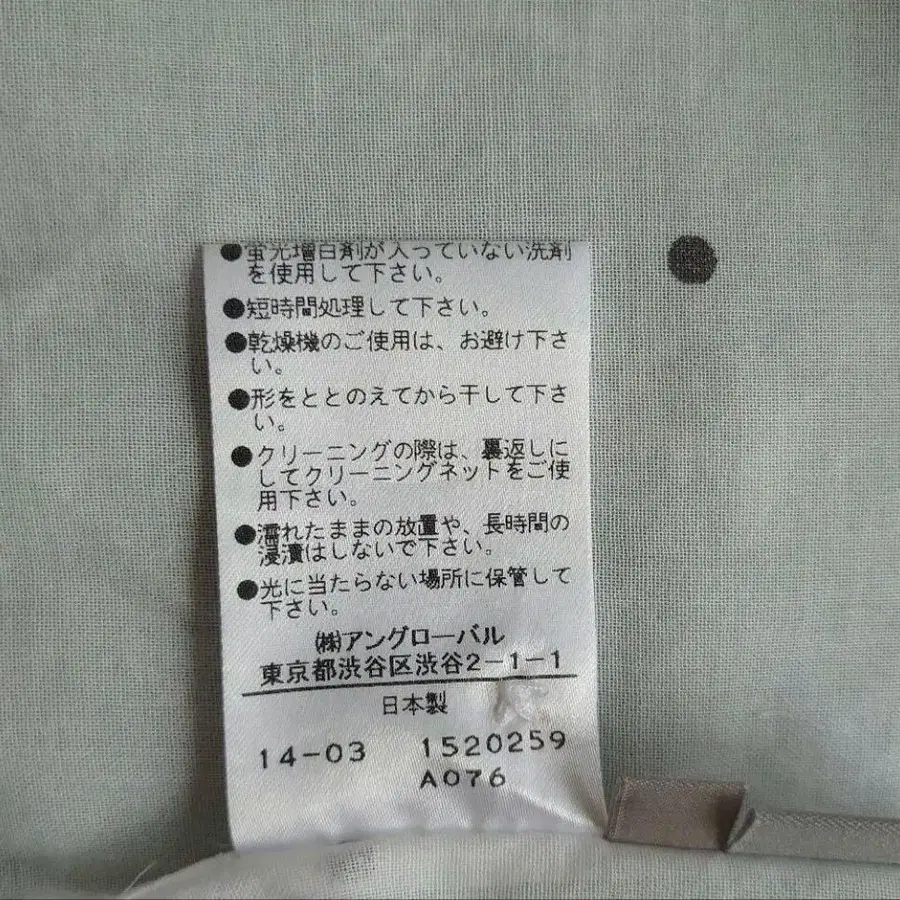 ●蛍光増白剤が入っていない洗剤
を使用して下さい。
●短時間処理して下さい。
●乾燥機のご使用は、お避け下さ
い。
●形をととのえてから干して下さ
い。
●クリーニングの際は、裏返しに
してクリーニングネットをご使
用下さい。
●濡れたままの放置や、長時間の
浸漬はしないで下さい。
●光に当たらない場所に保管して
下さい。
㈱アングローバル
東京都渋谷区渋谷2-1-1
日本製
14-03 1520259
A076